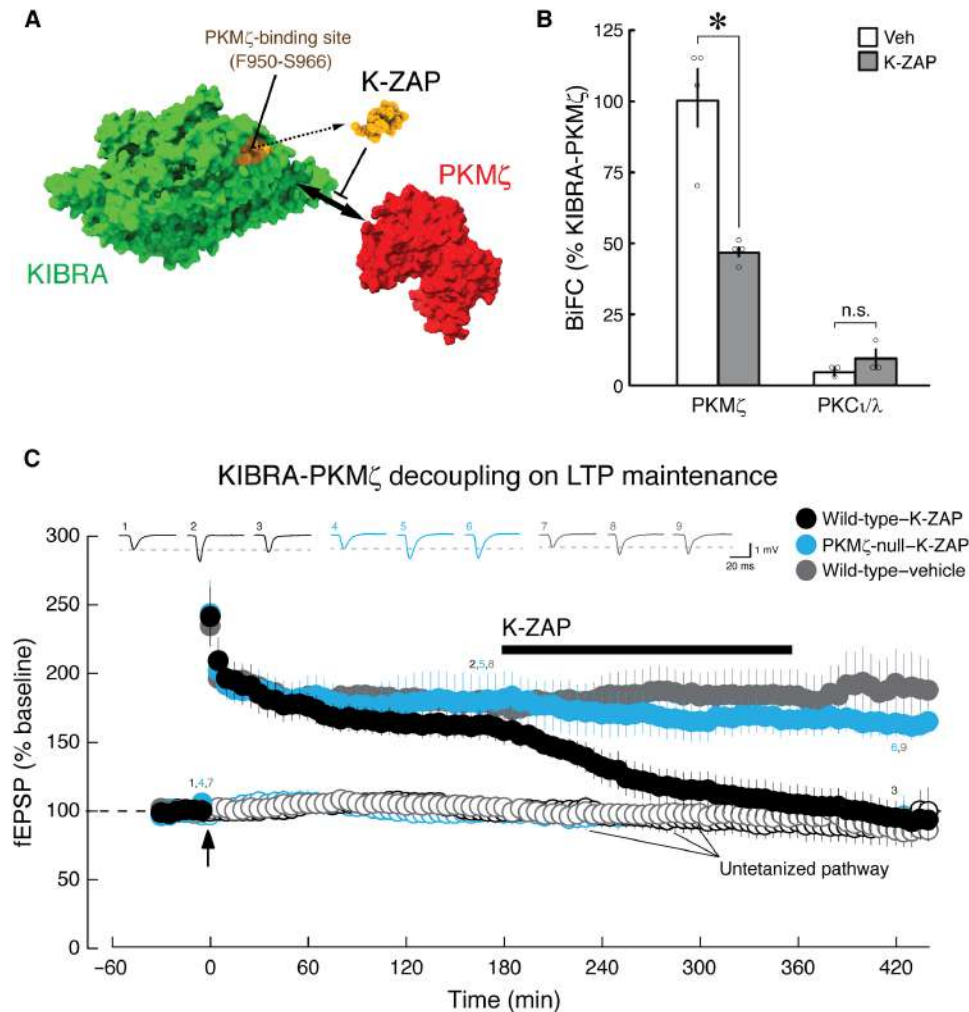 A
PKMζ-binding site
(F950-S966)
K-ZAP
PKMζ
KIBRA
B
BiFC (% KIBRA-PKMζ)
125
100
75
50
25
0
*
n.s.
Veh
K-ZAP
PKMζ
PKCι/λ
C
KIBRA-PKMζ decoupling on LTP maintenance
Wild-type–K-ZAP
PKMζ-null–K-ZAP
Wild-type–vehicle
1 2 3 4 5 6 7 8 9
1 mV
20 ms
K-ZAP
2,5,8
1,4,7
6,9
3
Untetanized pathway
fEPSP (% baseline)
300
250
200
150
100
50
0
−60 0 60 120 180 240 300 360 420
Time (min)